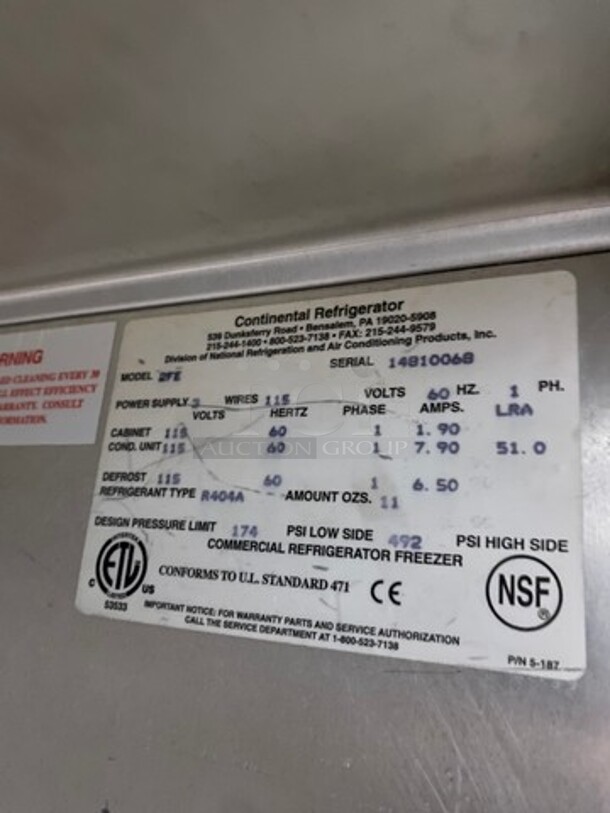 Continental Refrigerator
539 Dunksferry Road • Bensalem, PA 19020-5908
215-244-1400 • 800-523-7138 • FAX: 215-244-9579
Division of National Refrigeration and Air Conditioning Products, Inc.
MODEL 2FE SERIAL 14810068
POWER SUPPLY 3 WIRES 115 VOLTS 60 HZ. 1 PH.
VOLTS HERTZ PHASE AMPS. LRA
CABINET 115 60 1 1.90
COND. UNIT 115 60 1 7.90 51.0
DEFROST 115 60 1 6.50
REFRIGERANT TYPE R404A AMOUNT OZS. 11
DESIGN PRESSURE LIMIT 174 PSI LOW SIDE 492 PSI HIGH SIDE
COMMERCIAL REFRIGERATOR FREEZER
CONFORMS TO U.L. STANDARD 471 CE
C ETL US
53533
NSF
IMPORTANT NOTICE: FOR WARRANTY PARTS AND SERVICE AUTHORIZATION
CALL THE SERVICE DEPARTMENT AT 1-800-523-7138
P/N 5-187
RNING
CLEANING EVERY 30
EFFECT EFFICIENCY
CONSULT
AUCTION GROUP